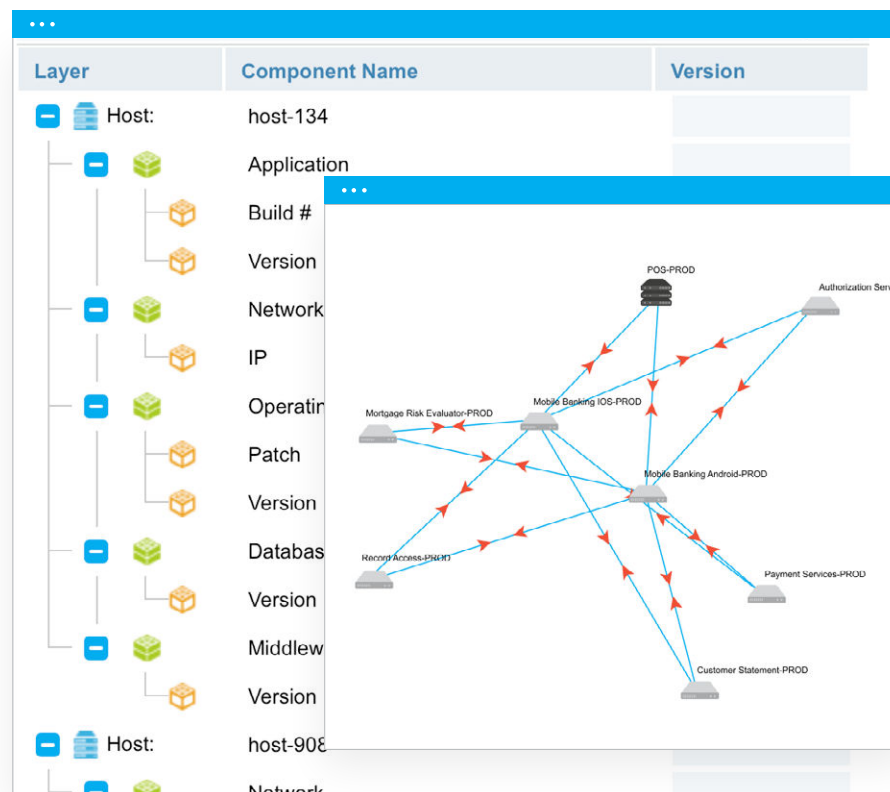 Layer Component Name Version
Host: host-134
Application
Build #
Version
Network
IP
Operatin
Patch
Version
Databas
Version
Middlew
Version
Host: host-908
Network
POS-PROD
Authorization Serv
Mobile Banking IOS-PROD
Mortgage Risk Evaluator-PROD
Mobile Banking Android-PROD
Record Access-PROD
Payment Services-PROD
Customer Statement-PROD